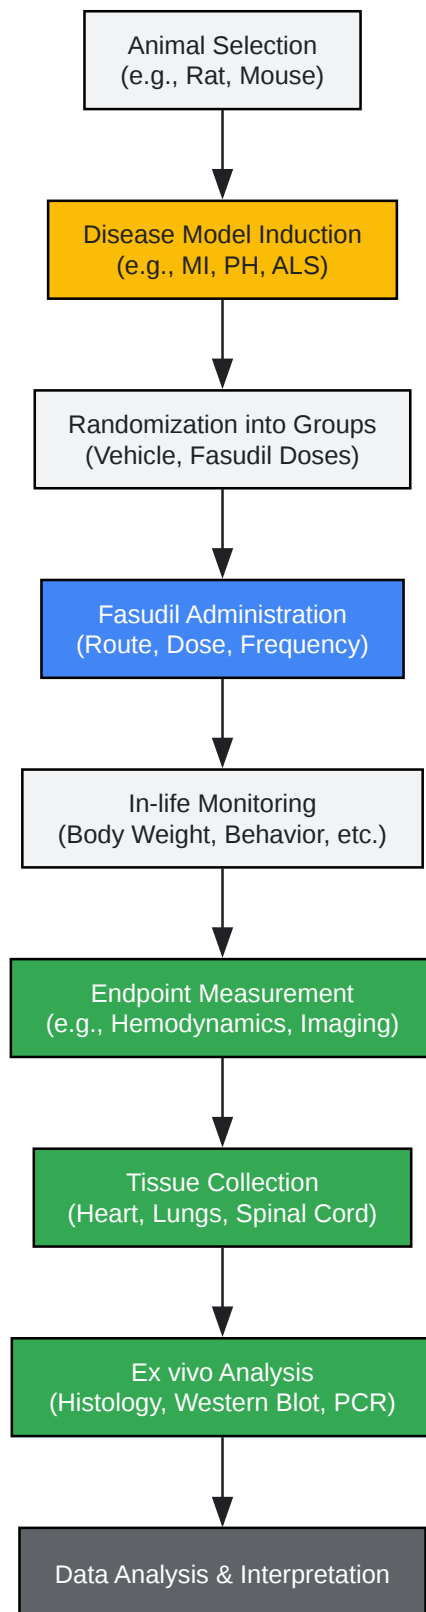 Animal Selection
(e.g., Rat, Mouse)
Disease Model Induction
(e.g., MI, PH, ALS)
Randomization into Groups
(Vehicle, Fasudil Doses)
Fasudil Administration
(Route, Dose, Frequency)
In-life Monitoring
(Body Weight, Behavior, etc.)
Endpoint Measurement
(e.g., Hemodynamics, Imaging)
Tissue Collection
(Heart, Lungs, Spinal Cord)
Ex vivo Analysis
(Histology, Western Blot, PCR)
Data Analysis & Interpretation